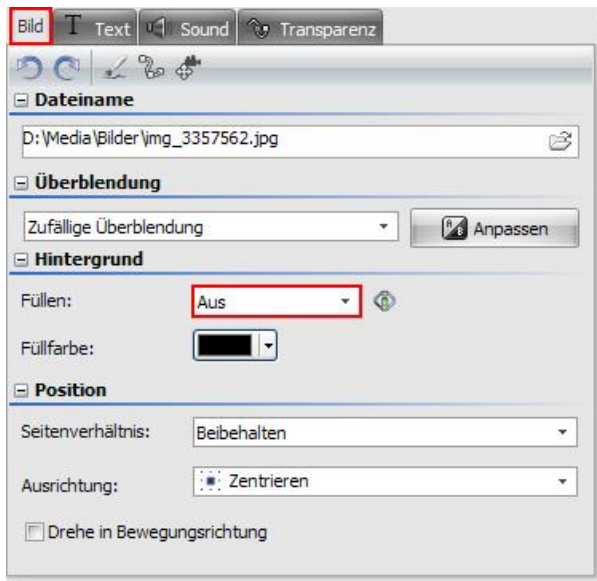 Bild T Text Sound Transparenz
Dateiname
D:\Media\Bilder\img_3357562.jpg
Überblendung
Zufällige Überblendung Anpassen
Hintergrund
Füllen: Aus
Füllfarbe:
Position
Seitenverhältnis: Beibehalten
Ausrichtung: Zentrieren
Drehe in Bewegungsrichtung